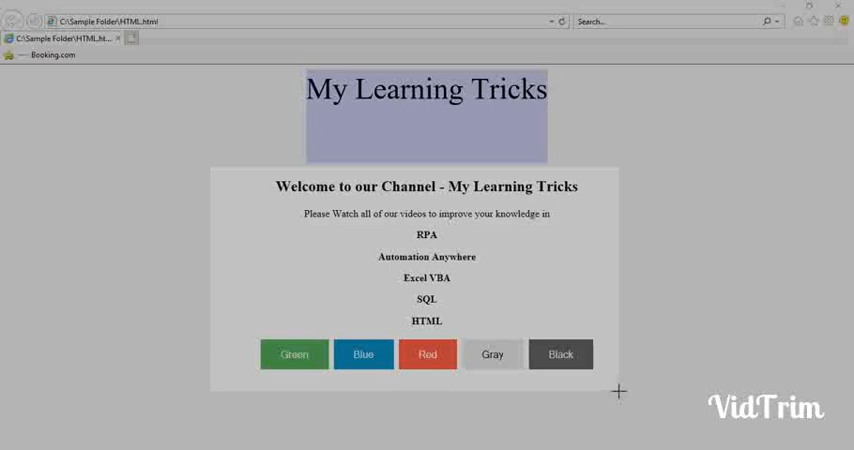 C:\Sample Folder\HTML.html
Search...
C:\Sample Folder\HTML.ht...
Booking.com
My Learning Tricks
Welcome to our Channel - My Learning Tricks
Please Watch all of our videos to improve your knowledge in
RPA
Automation Anywhere
Excel VBA
SQL
HTML
Green Blue Red Gray Black
VidTrim